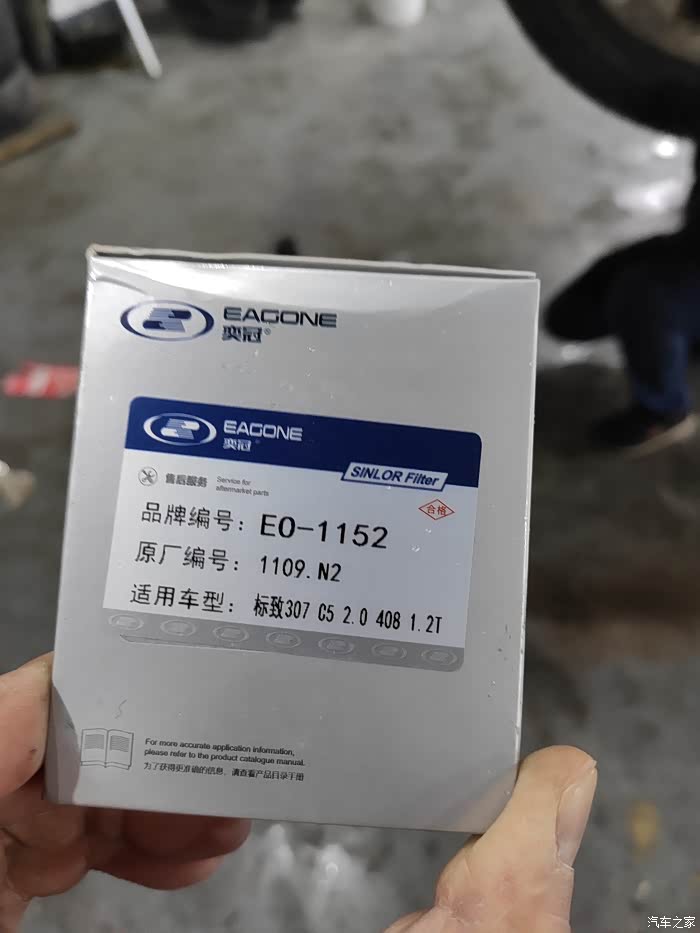 EAGONE
奕冠®
EAGONE
奕冠®
SINLOR Filter
售后服务
Service for
aftermarket parts
合格
品牌编号: EO-1152
原厂编号: 1109.N2
适用车型: 标致307 C5 2.0 408 1.2T
For more accurate application information,
please refer to the product catalogue manual.
为了获得更准确的信息, 请查看产品目录手册
汽车之家